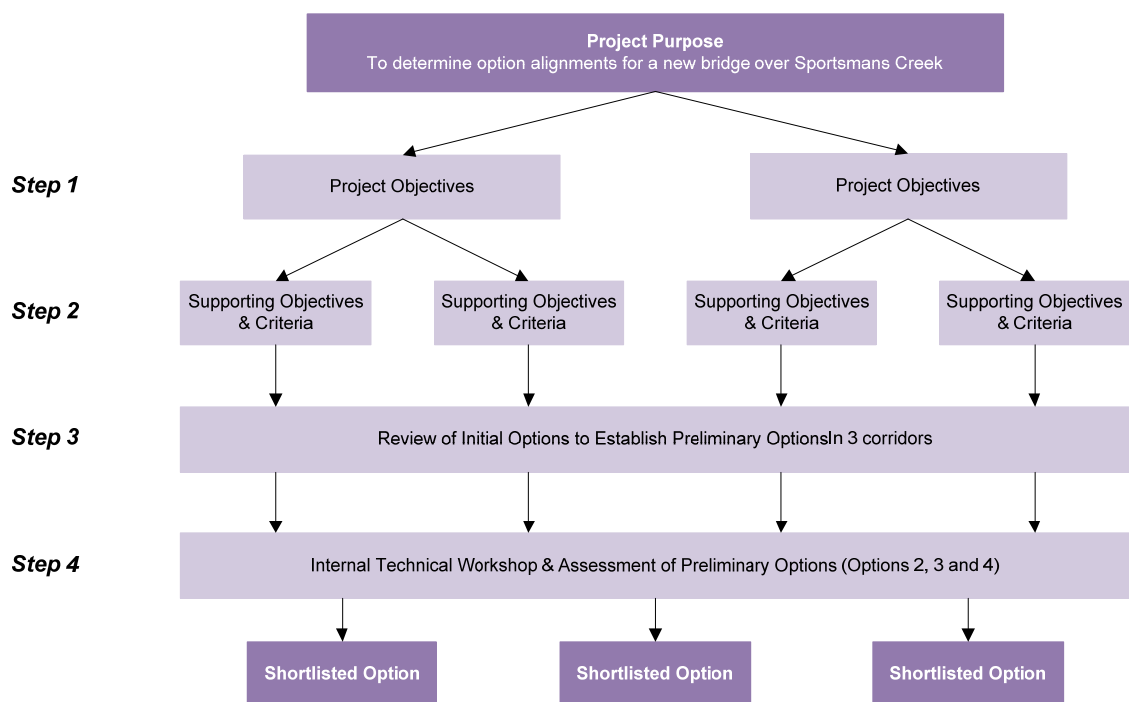 Project Purpose
To determine option alignments for a new bridge over Sportsmans Creek
Step 1
Project Objectives
Project Objectives
Step 2
Supporting Objectives
& Criteria
Supporting Objectives
& Criteria
Supporting Objectives
& Criteria
Supporting Objectives
& Criteria
Step 3
Review of Initial Options to Establish Preliminary OptionsIn 3 corridors
Step 4
Internal Technical Workshop & Assessment of Preliminary Options (Options 2, 3 and 4)
Shortlisted Option
Shortlisted Option
Shortlisted Option